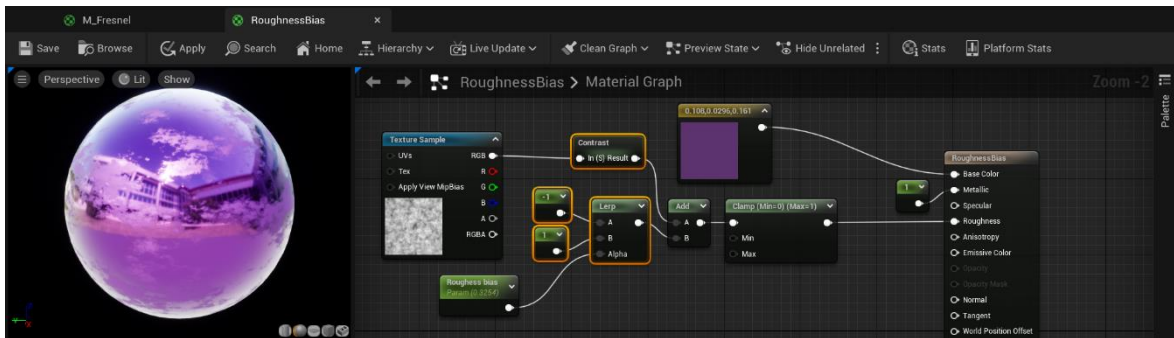 M_Fresnel
RoughnessBias
Save
Browse
Apply
Search
Home
Hierarchy
Live Update
Clean Graph
Preview State
Hide Unrelated
Stats
Platform Stats
Perspective
Lit
Show
RoughnessBias > Material Graph
Zoom -2
Palette
Texture Sample
UVs
Tex
Apply View MipBias
RGB
R
G
B
A
RGBA
Contrast
In (S) Result
0.108,0.0296,0.161
-1
1
Lerp
A
B
Alpha
Roughess bias
Param (0.3254)
Add
A
B
Clamp (Min=0) (Max=1)
Min
Max
1
RoughnessBias
Base Color
Metallic
Specular
Roughness
Anisotropy
Emissive Color
Opacity
Opacity Mask
Normal
Tangent
World Position Offset